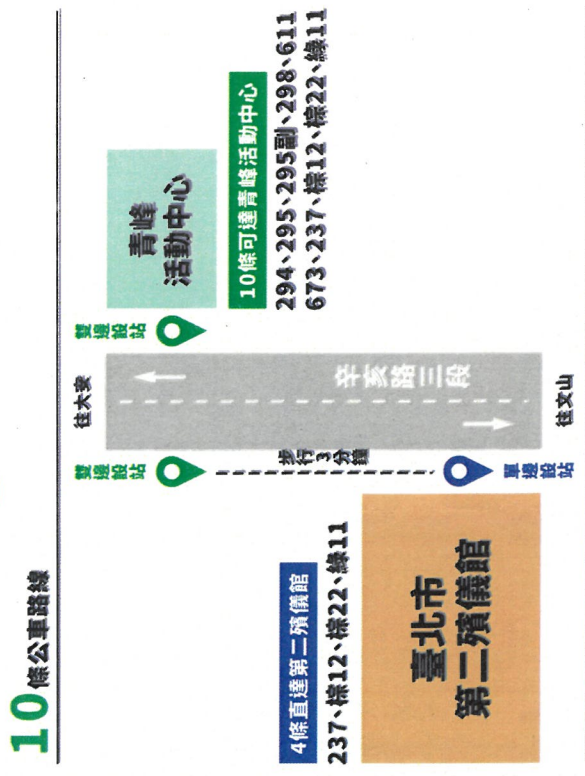 10條公車路線
4條直達第二殯儀館
237、棕12、棕22、綠11
臺北市
第二殯儀館
雙邊設站
步行3分鐘
單邊設站
往大安
辛亥路三段
往文山
雙邊設站
青峰
活動中心
10條可達青峰活動中心
294、295、295副、298、611
673、237、棕12、棕22、綠11